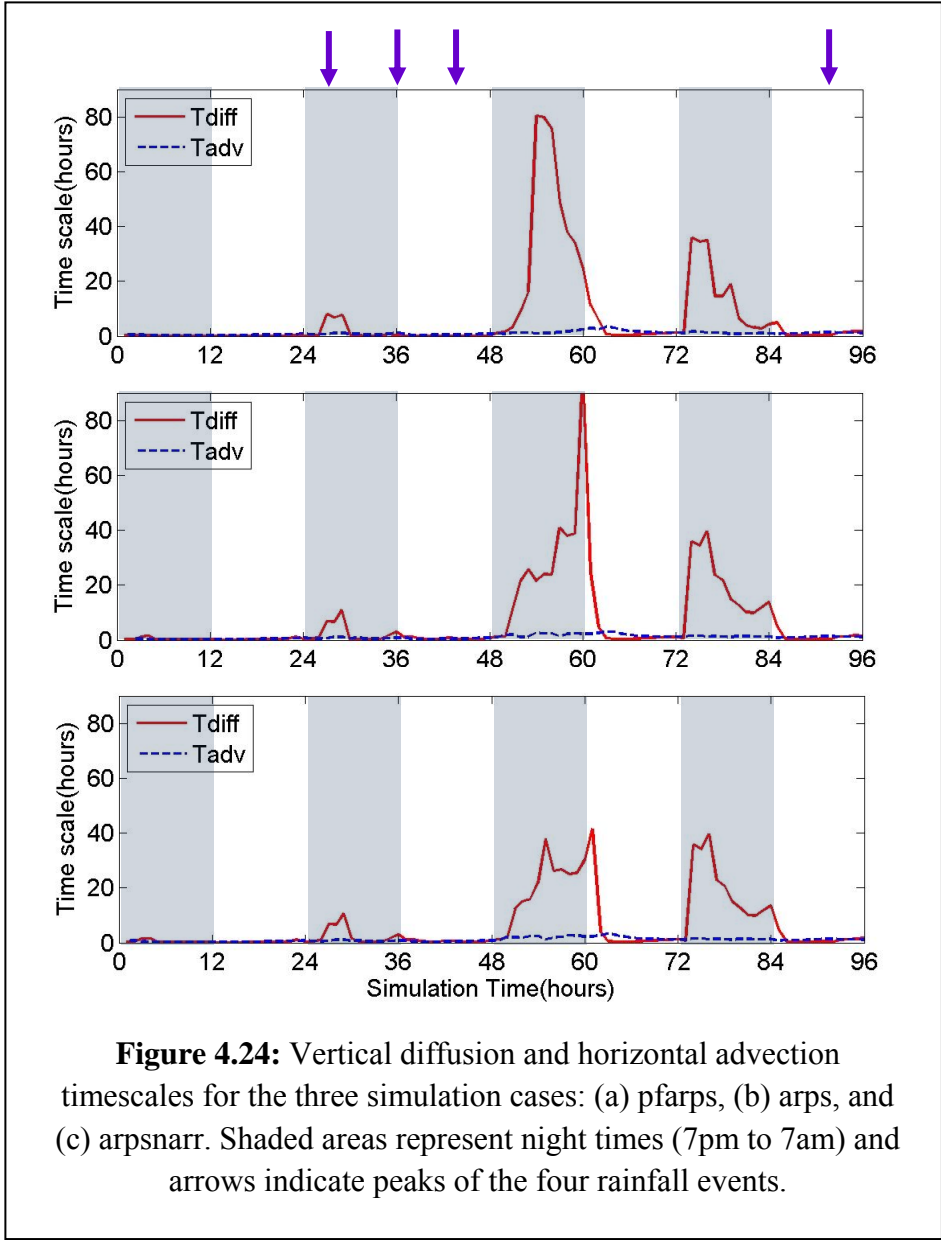 Time scale(hours)
80
60
40
20
0
Tdiff
Tadv
0 12 24 36 48 60 72 84 96
Time scale(hours)
80
60
40
20
0
Tdiff
Tadv
0 12 24 36 48 60 72 84 96
Time scale(hours)
80
60
40
20
0
Tdiff
Tadv
0 12 24 36 48 60 72 84 96
Simulation Time(hours)
Figure 4.24: Vertical diffusion and horizontal advection
timescales for the three simulation cases: (a) pfarps, (b) arps, and
(c) arpsnarr. Shaded areas represent night times (7pm to 7am) and
arrows indicate peaks of the four rainfall events.